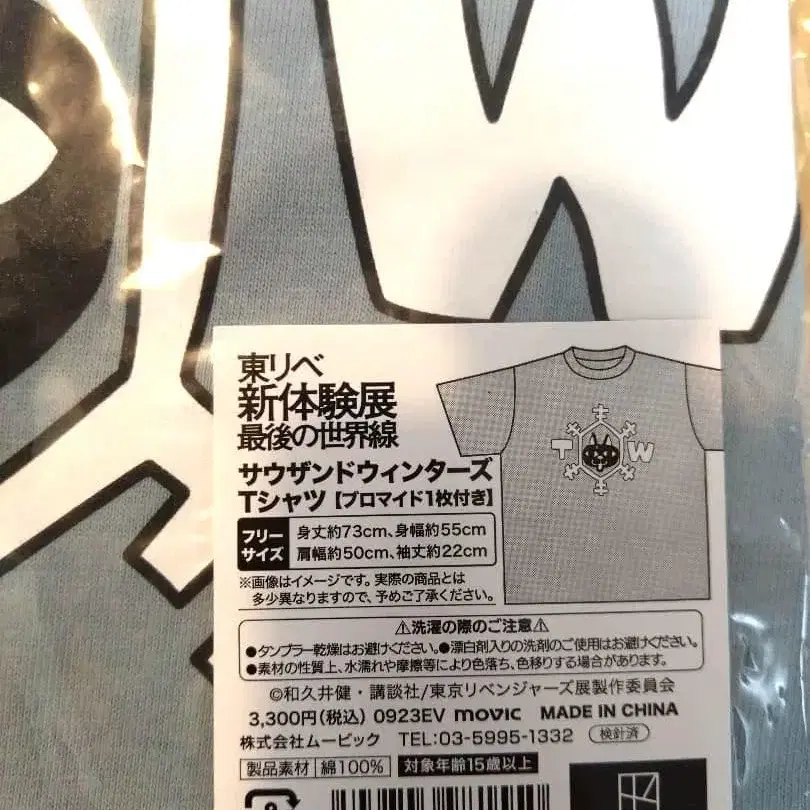 W
東リベ
新体験展
最後の世界線
サウザンドウィンターズ
Tシャツ【ブロマイド1枚付き】
フリーサイズ
身丈約73cm、身幅約55cm
肩幅約50cm、袖丈約22cm
※画像はイメージです。実際の商品とは
多少異なりますので、予めご了承ください。
T W
⚠洗濯の際のご注意⚠
●タンブラー乾燥はお避けください。●漂白剤入りの洗剤のご使用はお避けください。
●素材の性質上、水濡れや摩擦等により色落ち、色移りする場合があります。
©和久井健・講談社/東京リベンジャーズ展製作委員会
3,300円(税込) 0923EV movic MADE IN CHINA
株式会社ムービック TEL:03-5995-1332 検針済
製品素材 綿100% 対象年齢15歳以上